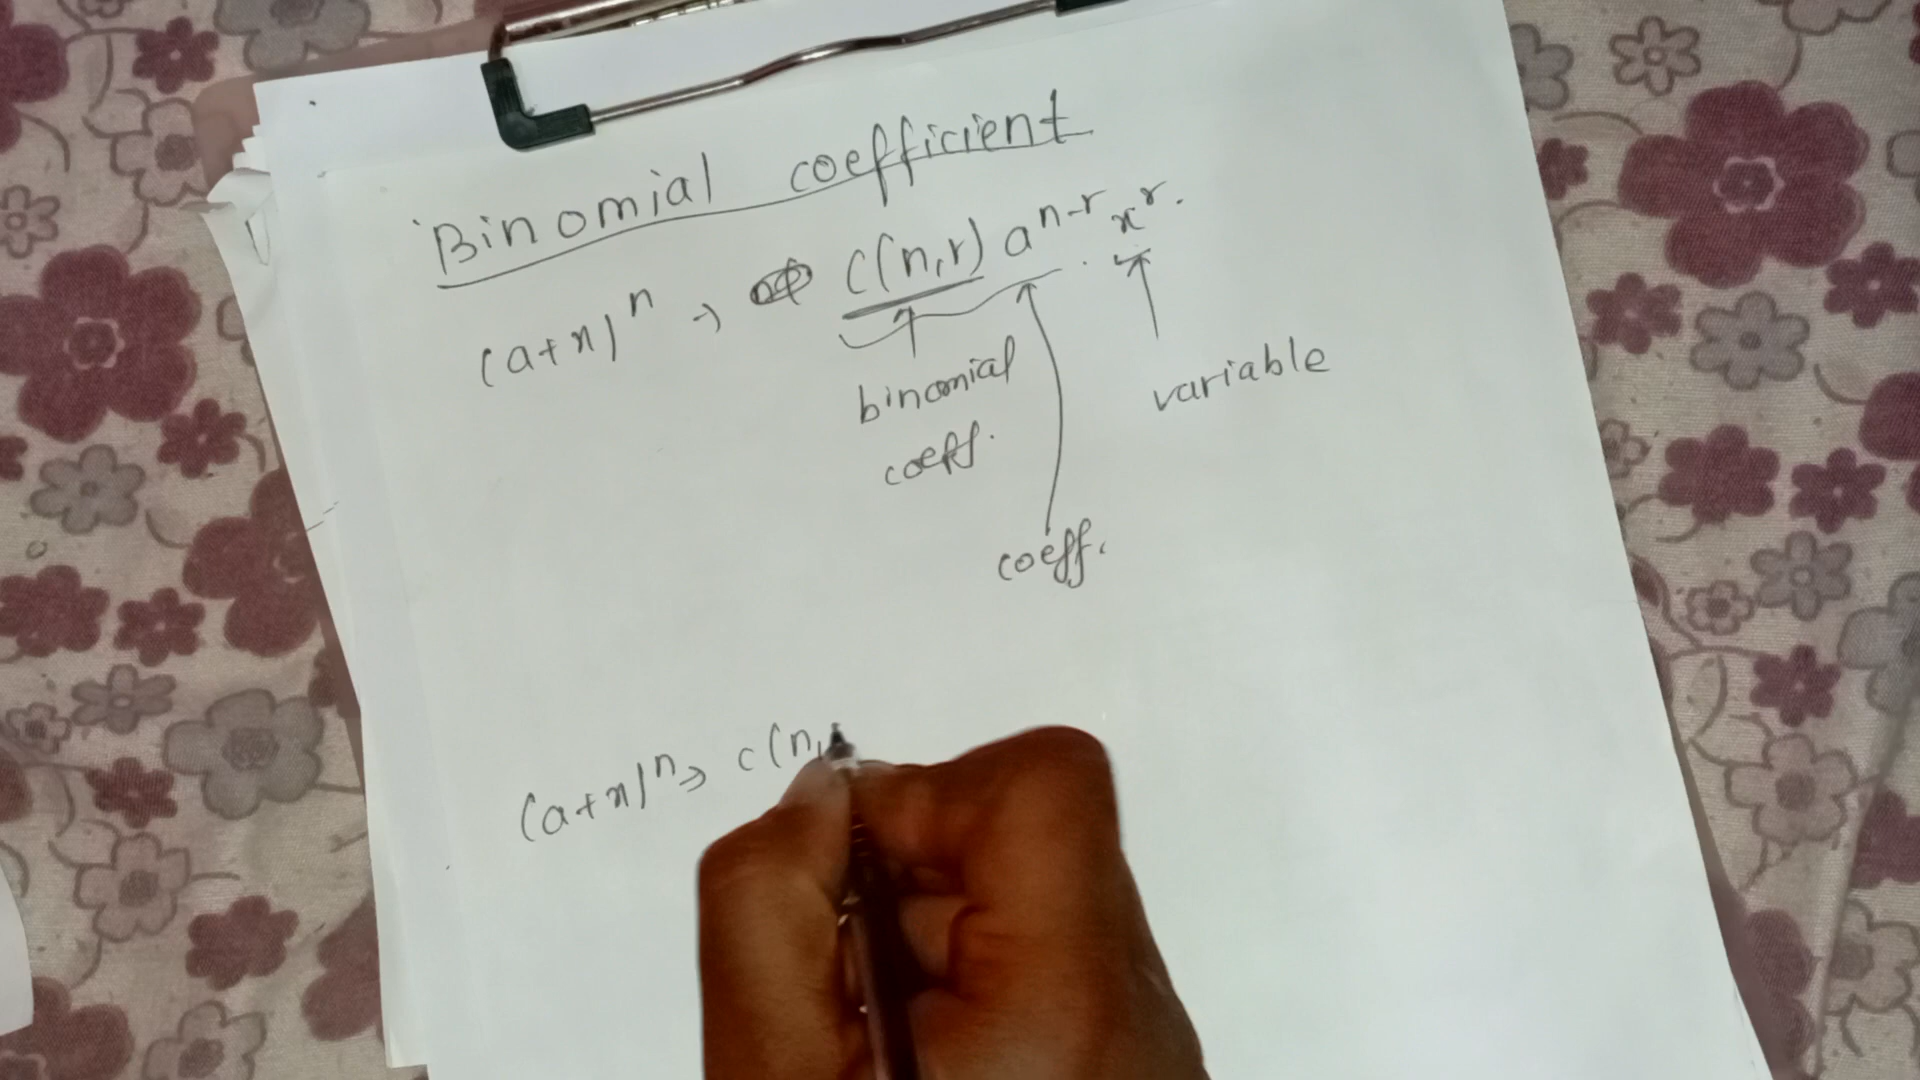 Binomial coefficient
(a+x)^n → C(n,r) a^n-r . x^r.
binomial coeff.
variable
coeff.
(a+x)^n → c(n,